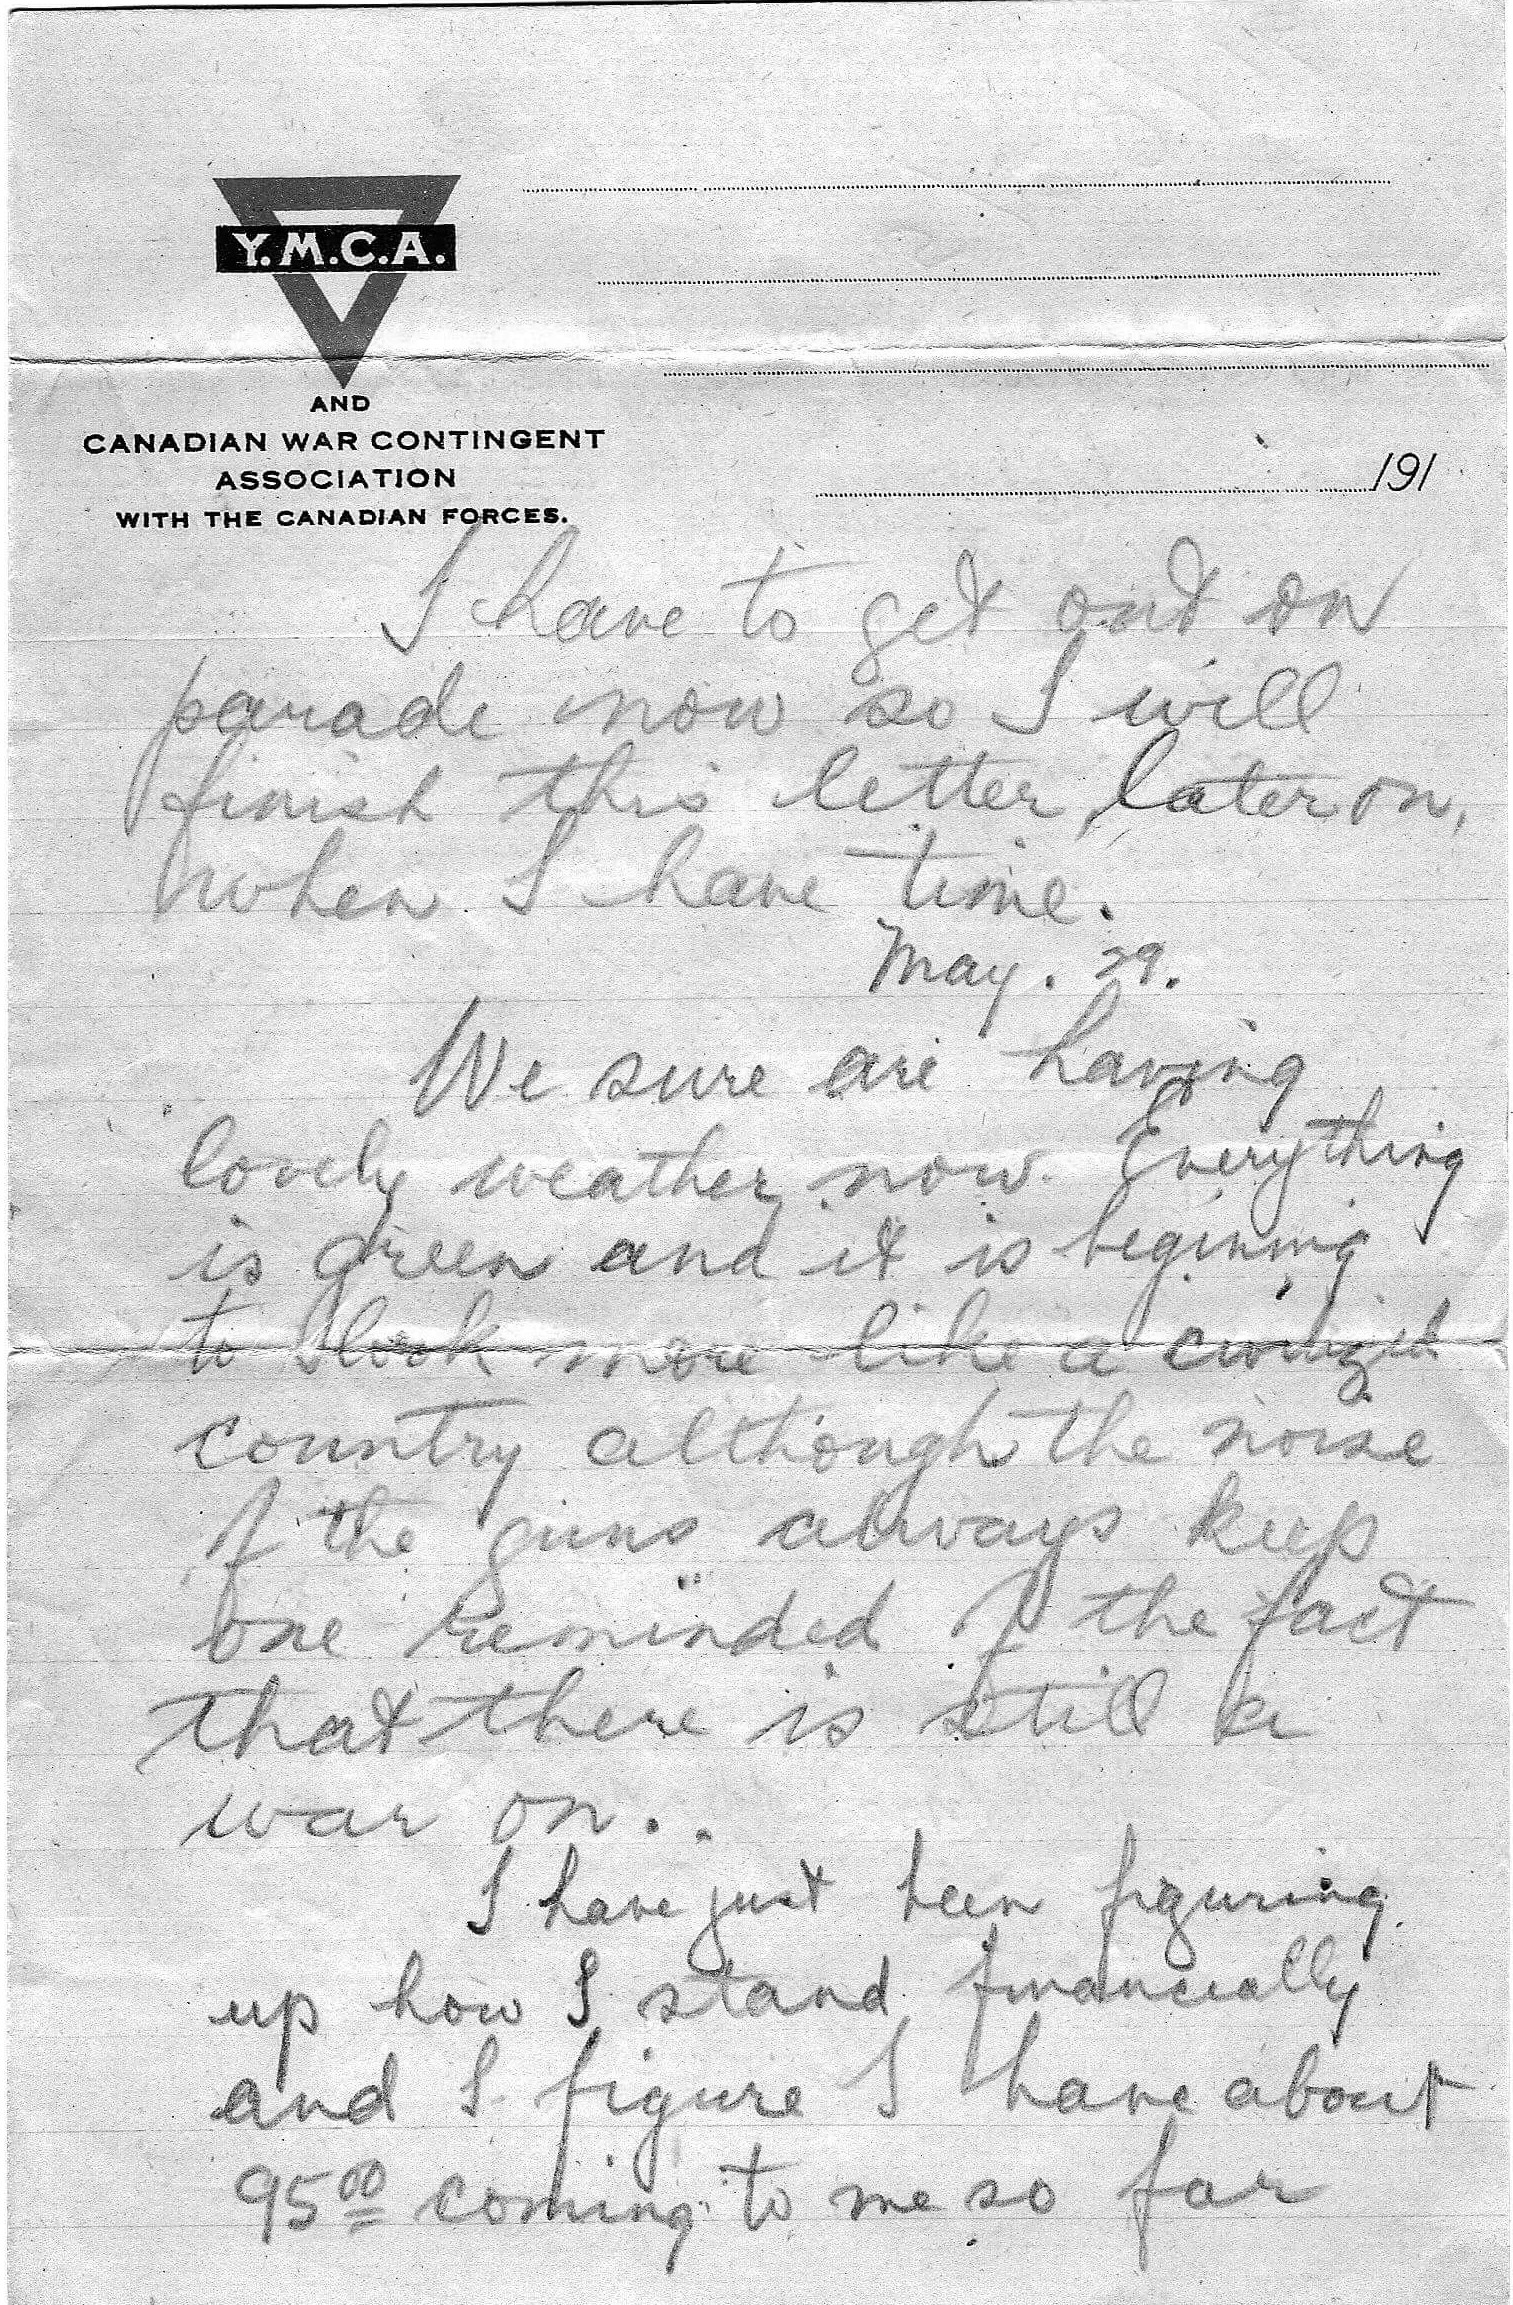 Y.M.C.A.
AND
CANADIAN WAR CONTINGENT
ASSOCIATION
WITH THE CANADIAN FORCES.
191
I have to get out on
parade now so I will
finish this letter later on,
when I have time.
May. 29.
We sure are having
lovely weather now. Everything
is green and it is begining
to look more like a civilized
country although the noise
of the guns always keep
one reminded of the fact
that there is still a
war on..
I have just been figuring
up how I stand financially
and I figure I have about
95.00 coming to me so far